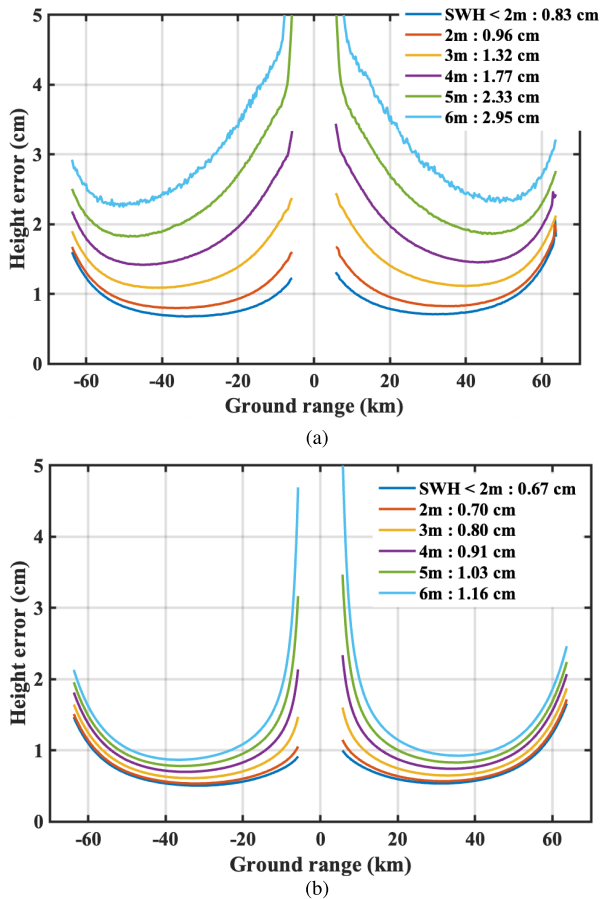 5
4
3
2
1
0
Height error (cm)
SWH < 2m : 0.83 cm
2m : 0.96 cm
3m : 1.32 cm
4m : 1.77 cm
5m : 2.33 cm
6m : 2.95 cm
-60 -40 -20 0 20 40 60
Ground range (km)
(a)
5
4
3
2
1
0
Height error (cm)
SWH < 2m : 0.67 cm
2m : 0.70 cm
3m : 0.80 cm
4m : 0.91 cm
5m : 1.03 cm
6m : 1.16 cm
-60 -40 -20 0 20 40 60
Ground range (km)
(b)